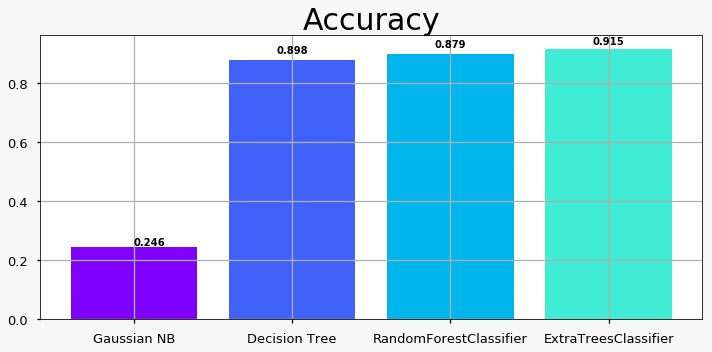 Accuracy
0.246
0.898
0.879
0.915
0.8
0.6
0.4
0.2
0.0
Gaussian NB
Decision Tree
RandomForestClassifier
ExtraTreesClassifier